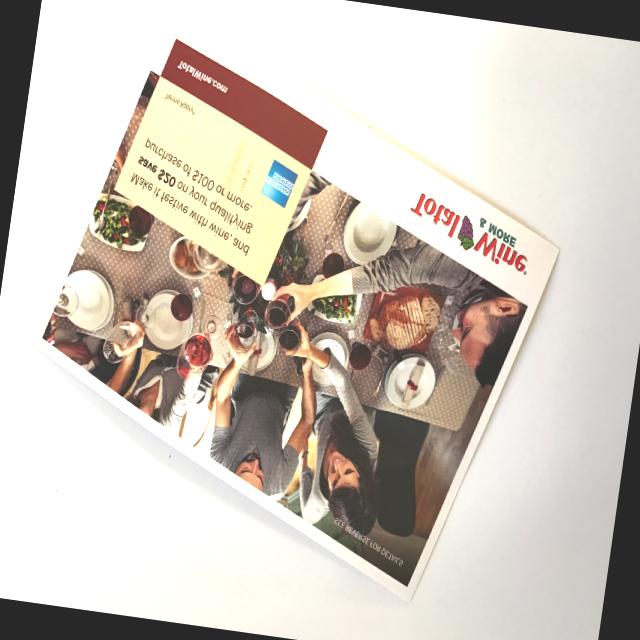 Total Wine
& MORE
Make it festive with wine, and
save $20 on your qualifying
purchase of $100 or more.
AMERICAN
EXPRESS
Terms Apply.
TotalWine.com
SEE REVERSE FOR DETAILS